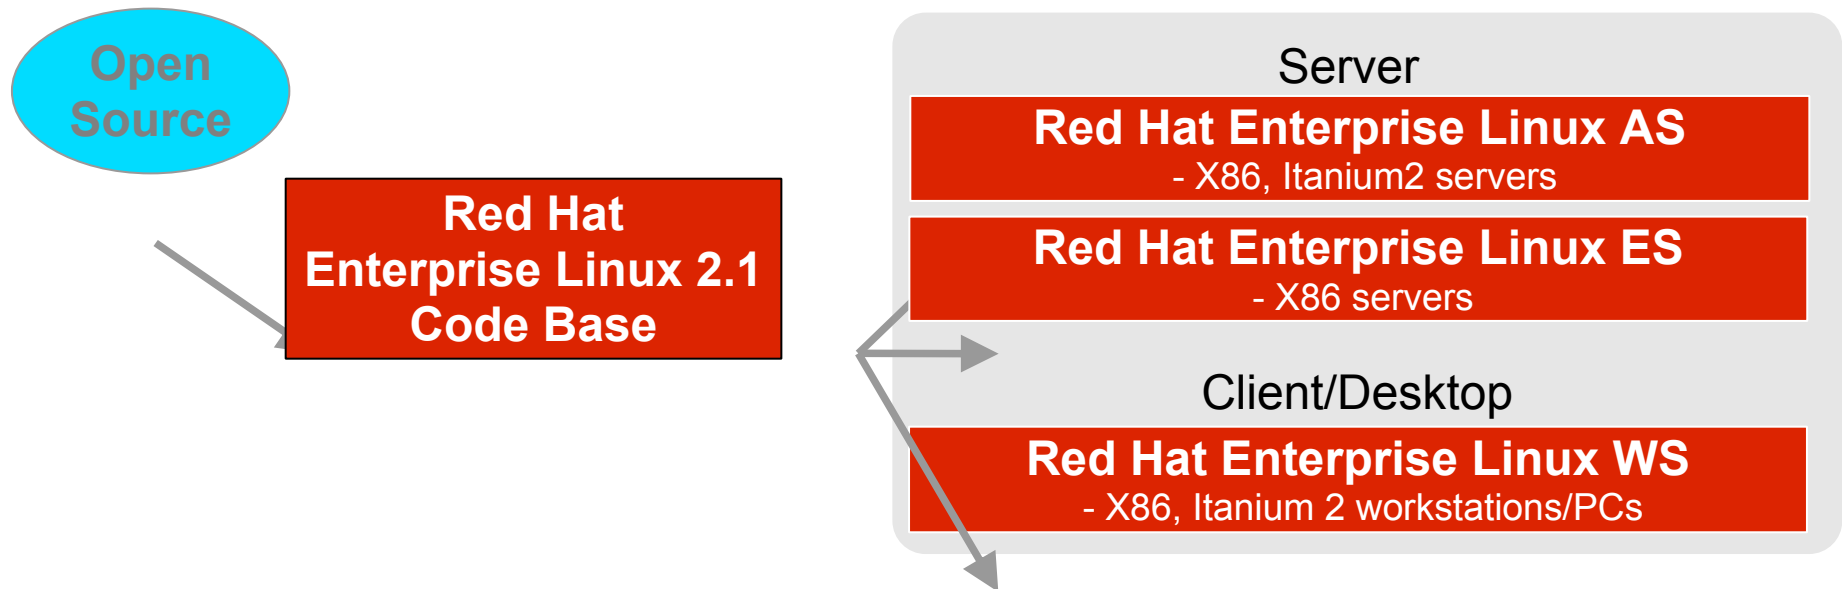 Open
Source
Red Hat
Enterprise Linux 2.1
Code Base
Server
Red Hat Enterprise Linux AS
- X86, Itanium2 servers
Red Hat Enterprise Linux ES
- X86 servers
Client/Desktop
Red Hat Enterprise Linux WS
- X86, Itanium 2 workstations/PCs